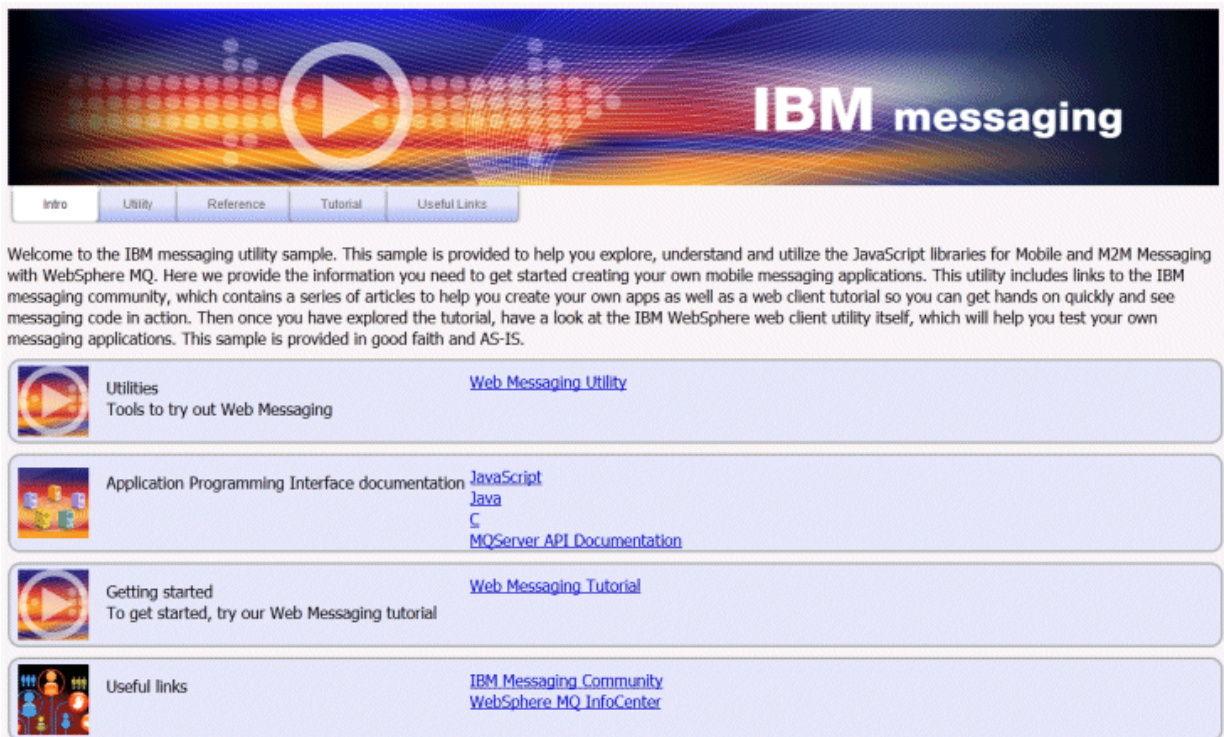 IBM messaging
Intro Utility Reference Tutorial Useful Links
Welcome to the IBM messaging utility sample. This sample is provided to help you explore, understand and utilize the JavaScript libraries for Mobile and M2M Messaging
with WebSphere MQ. Here we provide the information you need to get started creating your own mobile messaging applications. This utility includes links to the IBM
messaging community, which contains a series of articles to help you create your own apps as well as a web client tutorial so you can get hands on quickly and see
messaging code in action. Then once you have explored the tutorial, have a look at the IBM WebSphere web client utility itself, which will help you test your own
messaging applications. This sample is provided in good faith and AS-IS.
Utilities
Tools to try out Web Messaging
Web Messaging Utility
Application Programming Interface documentation
JavaScript
Java
C
MQServer API Documentation
Getting started
To get started, try our Web Messaging tutorial
Web Messaging Tutorial
Useful links
IBM Messaging Community
WebSphere MQ InfoCenter